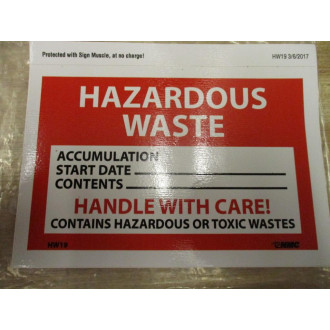 Protected with Sign Muscle, at no charge!
HW19 3/8/2017
HAZARDOUS
WASTE
ACCUMULATION
START DATE
CONTENTS
HANDLE WITH CARE!
CONTAINS HAZARDOUS OR TOXIC WASTES
HW19
NMC